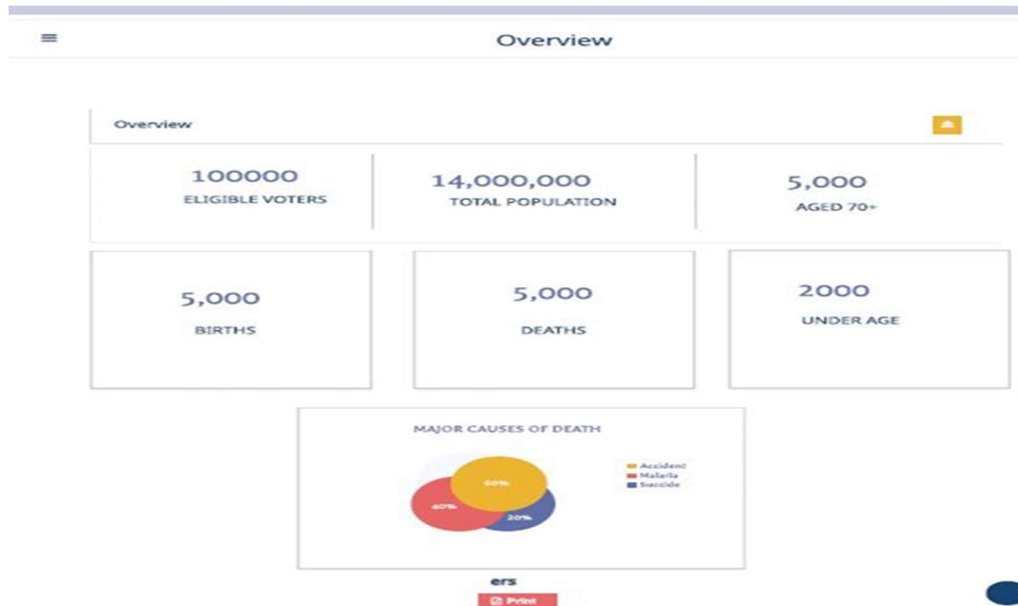 Overview
Overview
100000
ELIGIBLE VOTERS
14,000,000
TOTAL POPULATION
5,000
AGED 70+
5,000
BIRTHS
5,000
DEATHS
2000
UNDER AGE
MAJOR CAUSES OF DEATH
60%
40%
20%
Accident
Malaria
Suicide
ers
Print